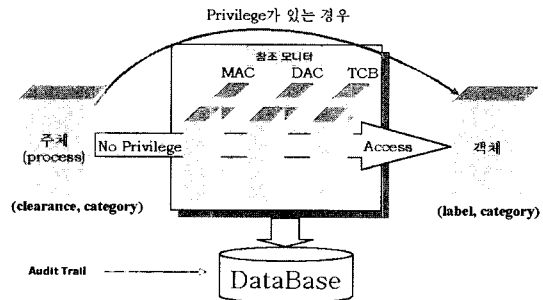 Privilege가 있는 경우
참조 모니터
MAC DAC TCB
주체
(process)
No Privilege
Access
객체
(clearance, category)
(label, category)
Audit Trail
DataBase